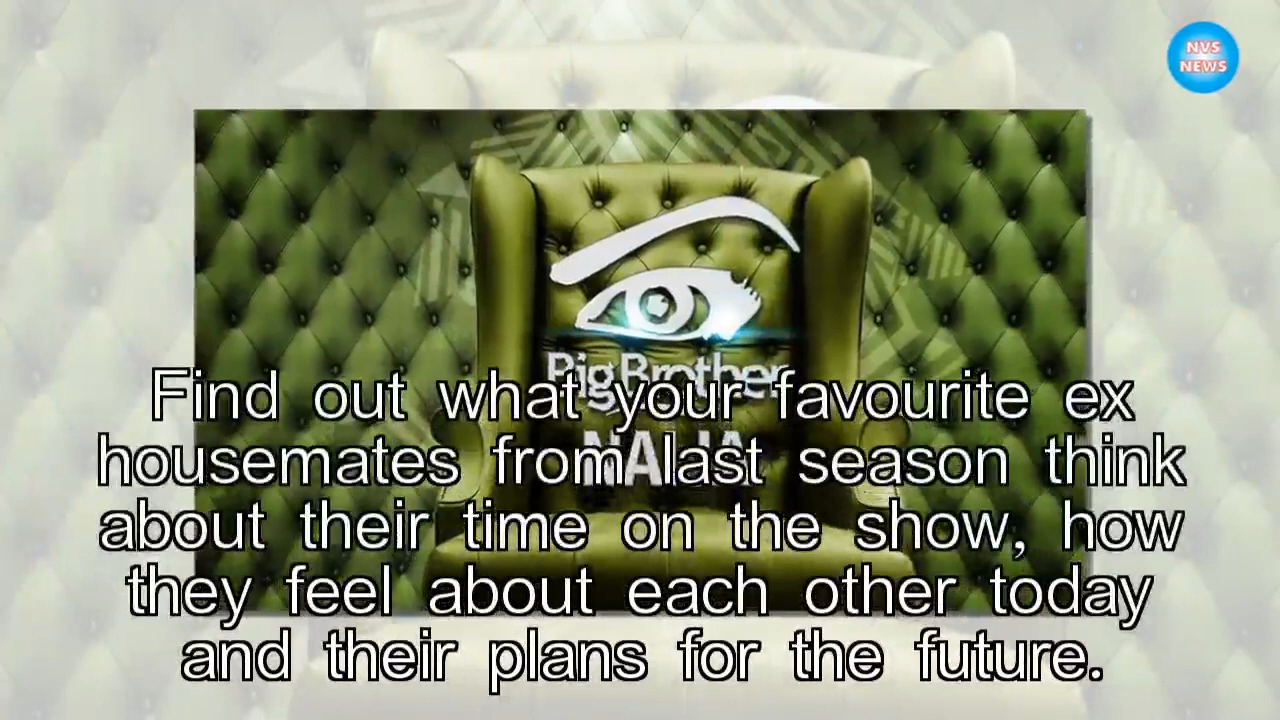 NVS
NEWS
Big Brother
NAIJA
Find out what your favourite ex
housemates from last season think
about their time on the show, how
they feel about each other today
and their plans for the future.